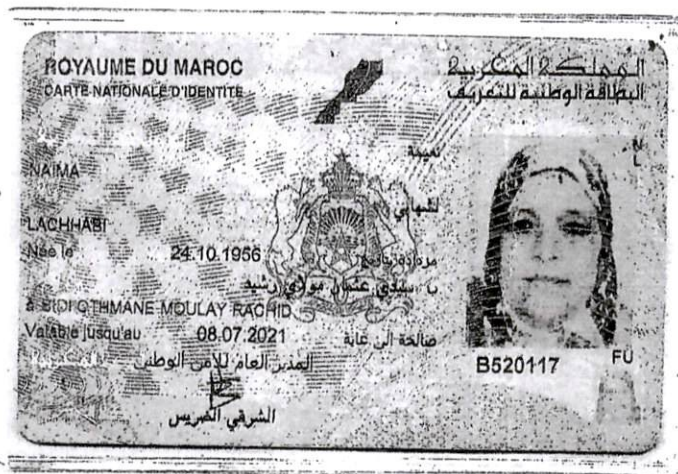 ROYAUME DU MAROC
المملكة المغربية
CARTE NATIONALE D'IDENTITE
البطاقة الوطنية للتعريف
نعيمة
NAIMA
لشهابي
LACHHABI
Née le 24.10.1956 مزدادة بتاريخ
ب سيدي عثمان مولاي رشيد
à SIDI OTHMANE MOULAY RACHID
Valable jusqu'au 08.07.2021 صالحة الى غاية
المدير العام للأمن الوطني
B520117
الشرقي الضريس